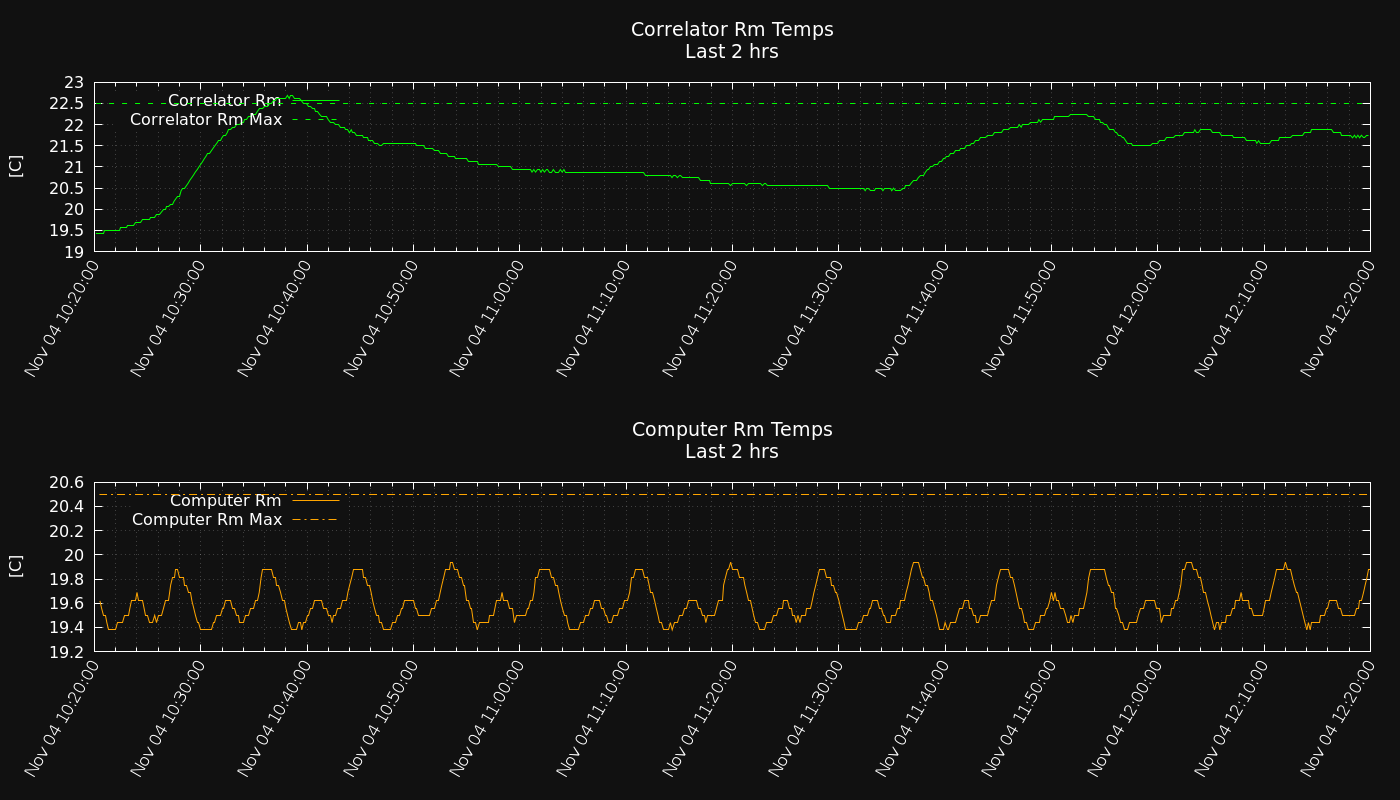 Correlator Rm Temps
Last 2 hrs
23
22.5
22
21.5
21
20.5
20
19.5
19
[C]
Correlator Rm
Correlator Rm Max
Nov 04 10:20:00
Nov 04 10:30:00
Nov 04 10:40:00
Nov 04 10:50:00
Nov 04 11:00:00
Nov 04 11:10:00
Nov 04 11:20:00
Nov 04 11:30:00
Nov 04 11:40:00
Nov 04 11:50:00
Nov 04 12:00:00
Nov 04 12:10:00
Nov 04 12:20:00
Computer Rm Temps
Last 2 hrs
20.6
20.4
20.2
20
19.8
19.6
19.4
19.2
[C]
Computer Rm
Computer Rm Max
Nov 04 10:20:00
Nov 04 10:30:00
Nov 04 10:40:00
Nov 04 10:50:00
Nov 04 11:00:00
Nov 04 11:10:00
Nov 04 11:20:00
Nov 04 11:30:00
Nov 04 11:40:00
Nov 04 11:50:00
Nov 04 12:00:00
Nov 04 12:10:00
Nov 04 12:20:00